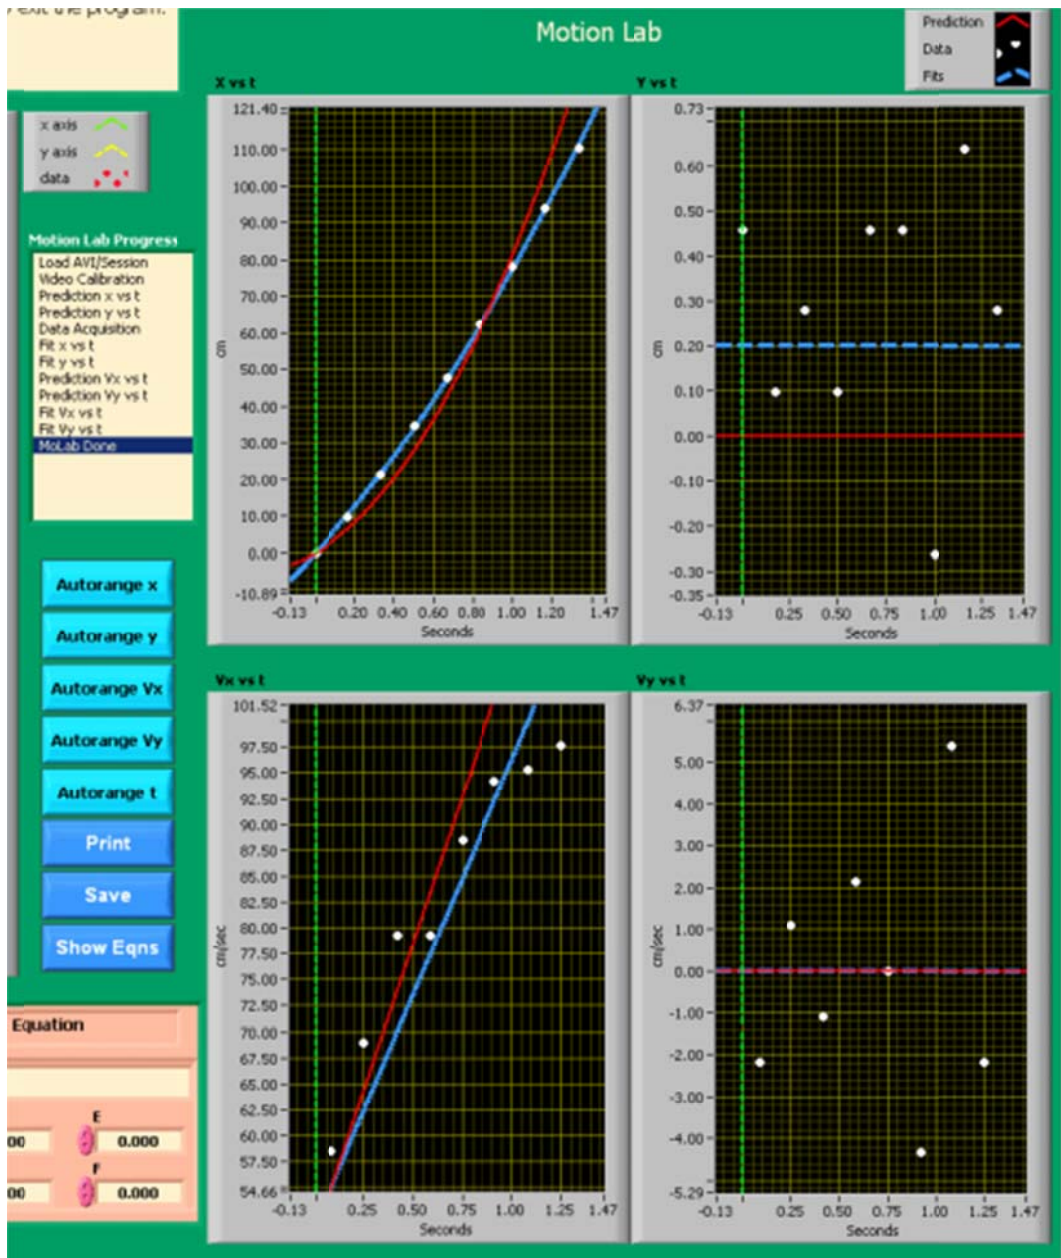 exit the program.
Motion Lab
Prediction
Data
Fits
x axis
y axis
data
Motion Lab Progress
Load AVI/Session
Video Calibration
Prediction x vs t
Prediction y vs t
Data Acquisition
Fit x vs t
Fit y vs t
Prediction Vx vs t
Prediction Vy vs t
Fit Vx vs t
Fit Vy vs t
MoLab Done
Autorange x
Autorange y
Autorange Vx
Autorange Vy
Autorange t
Print
Save
Show Eqns
Equation
E
00 0.000
F
00 0.000
X vs t
121.40
110.00
100.00
90.00
80.00
70.00
60.00
50.00
40.00
30.00
20.00
10.00
0.00
-10.89
cm
-0.13 0.20 0.40 0.60 0.80 1.00 1.20 1.47
Seconds
Y vs t
0.73
0.60
0.50
0.40
0.30
0.20
0.10
0.00
-0.10
-0.20
-0.30
-0.35
cm
-0.13 0.25 0.50 0.75 1.00 1.25 1.47
Seconds
Vx vs t
101.52
97.50
95.00
92.50
90.00
87.50
85.00
82.50
80.00
77.50
75.00
72.50
70.00
67.50
65.00
62.50
60.00
57.50
54.66
cm/sec
-0.13 0.25 0.50 0.75 1.00 1.25 1.47
Seconds
Vy vs t
6.37
5.00
4.00
3.00
2.00
1.00
0.00
-1.00
-2.00
-3.00
-4.00
-5.29
cm/sec
-0.13 0.25 0.50 0.75 1.00 1.25 1.47
Seconds